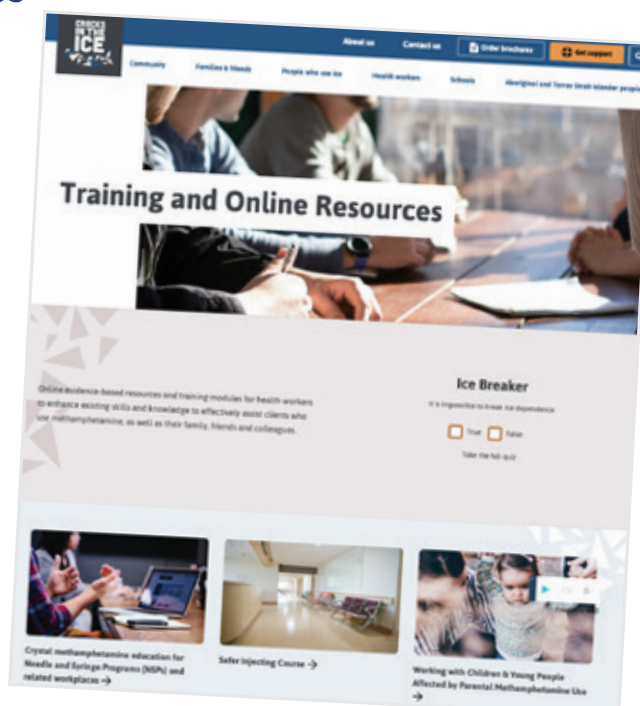 CRACKS
IN THE
ICE
About us
Contact us
Order brochures
Get support
Community
Families & friends
People who use ice
Health workers
Schools
Aboriginal and Torres Strait Islander people
Training and Online Resources
Online evidence-based resources and training modules for health workers
to enhance existing skills and knowledge to effectively assist clients who
use methamphetamine, as well as their family, friends and colleagues.
Ice Breaker
It is impossible to break ice dependence
True
False
Take the full quiz
Crystal methamphetamine education for
Needle and Syringe Programs (NSPs) and
related workplaces →
Safer Injecting Course →
Working with Children & Young People
Affected by Parental Methamphetamine Use
→